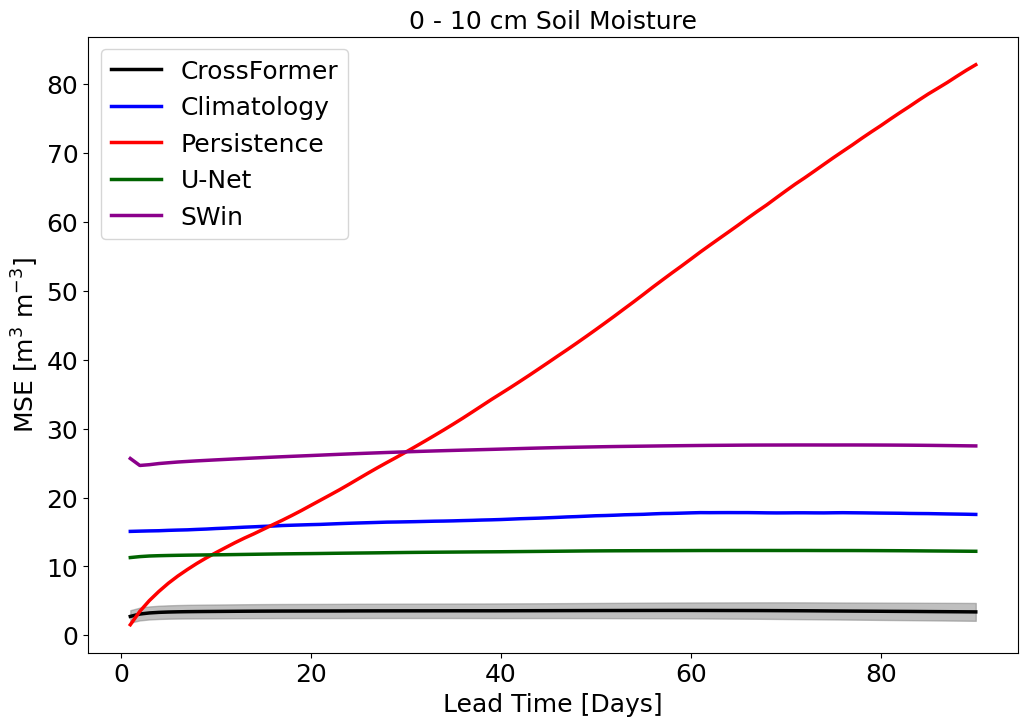 0 - 10 cm Soil Moisture
CrossFormer
Climatology
Persistence
U-Net
SWin
MSE [m³ m⁻³]
80
70
60
50
40
30
20
10
0
0 20 40 60 80
Lead Time [Days]